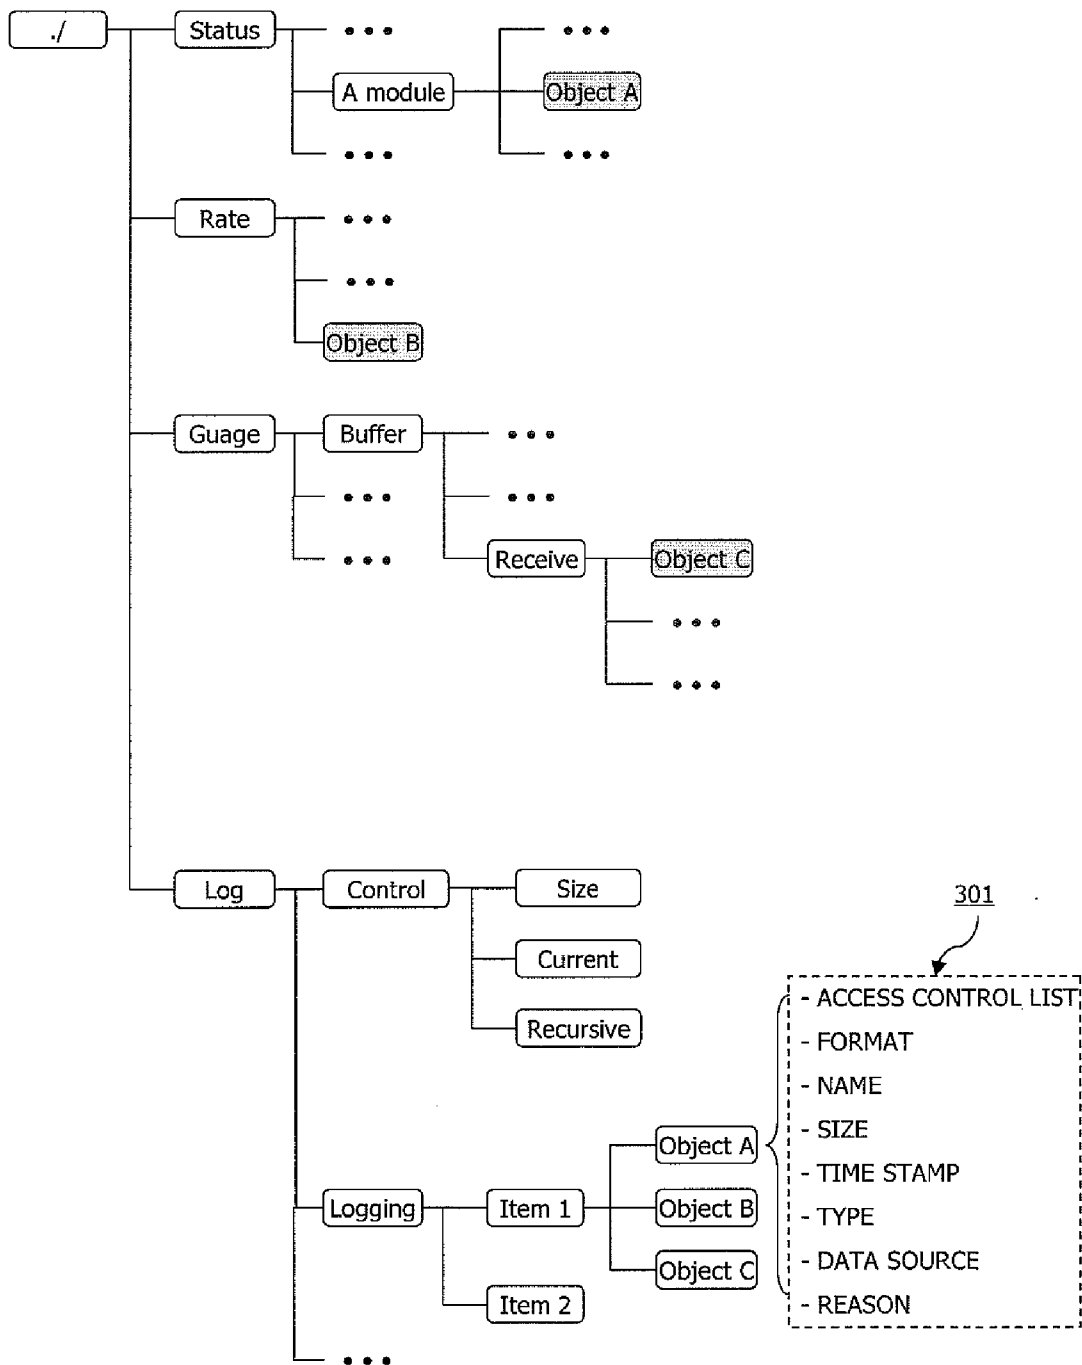 ./
Status
• • •
• • •
A module
Object A
• • •
• • •
Rate
• • •
• • •
Object B
Guage
Buffer
• • •
• • •
• • •
• • •
Receive
Object C
• • •
• • •
Log
Control
Size
301
Current
- ACCESS CONTROL LIST
Recursive
- FORMAT
- NAME
- SIZE
Object A
- TIME STAMP
Logging
Item 1
Object B
- TYPE
Object C
- DATA SOURCE
Item 2
- REASON
• • •